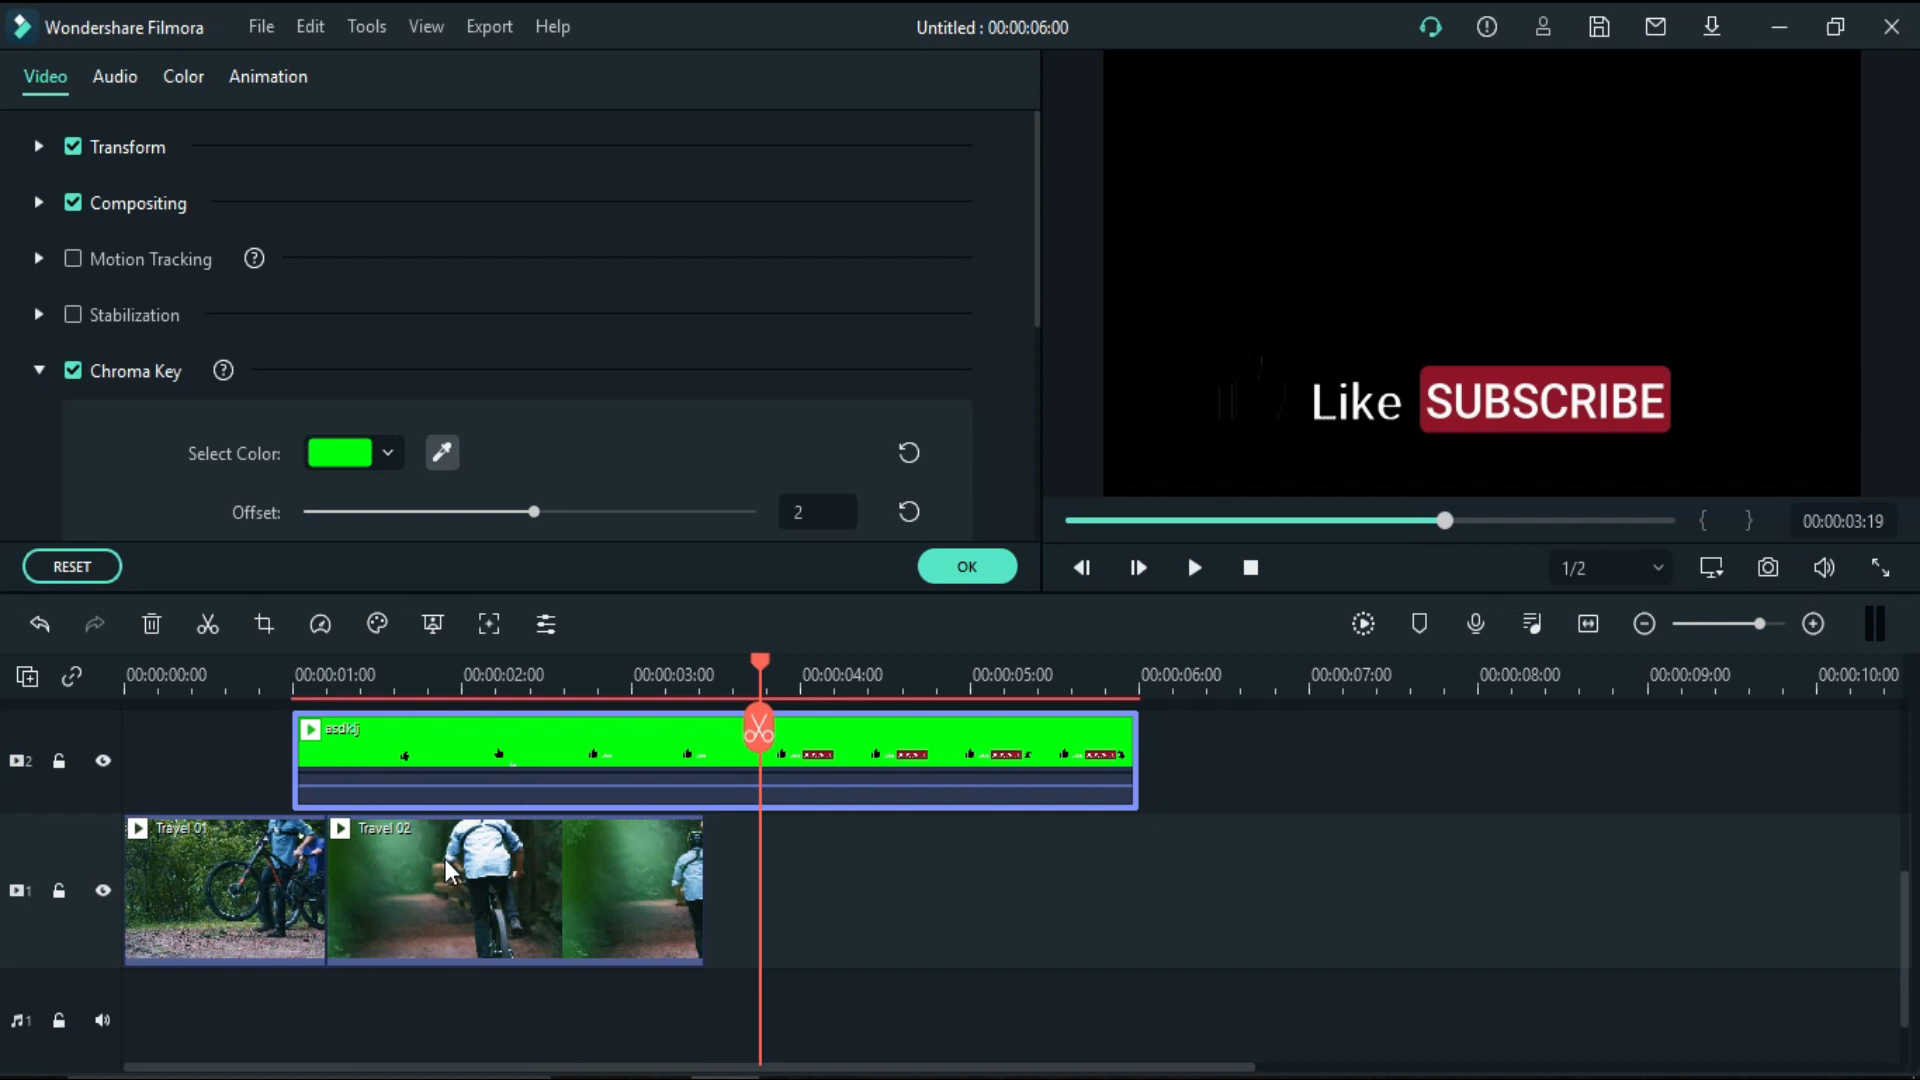 Wondershare Filmora File Edit Tools View Export Help Untitled : 00:00:06:00
Video Audio Color Animation
Transform
Compositing
Motion Tracking
Stabilization
Chroma Key
Select Color:
Offset: 2
RESET OK
Like SUBSCRIBE
00:00:03:19
1/2
00:00:00:00 00:00:01:00 00:00:02:00 00:00:03:00 00:00:04:00 00:00:05:00 00:00:06:00 00:00:07:00 00:00:08:00 00:00:09:00 00:00:10:00
2 asdklj
Travel 01 Travel 02
1
1